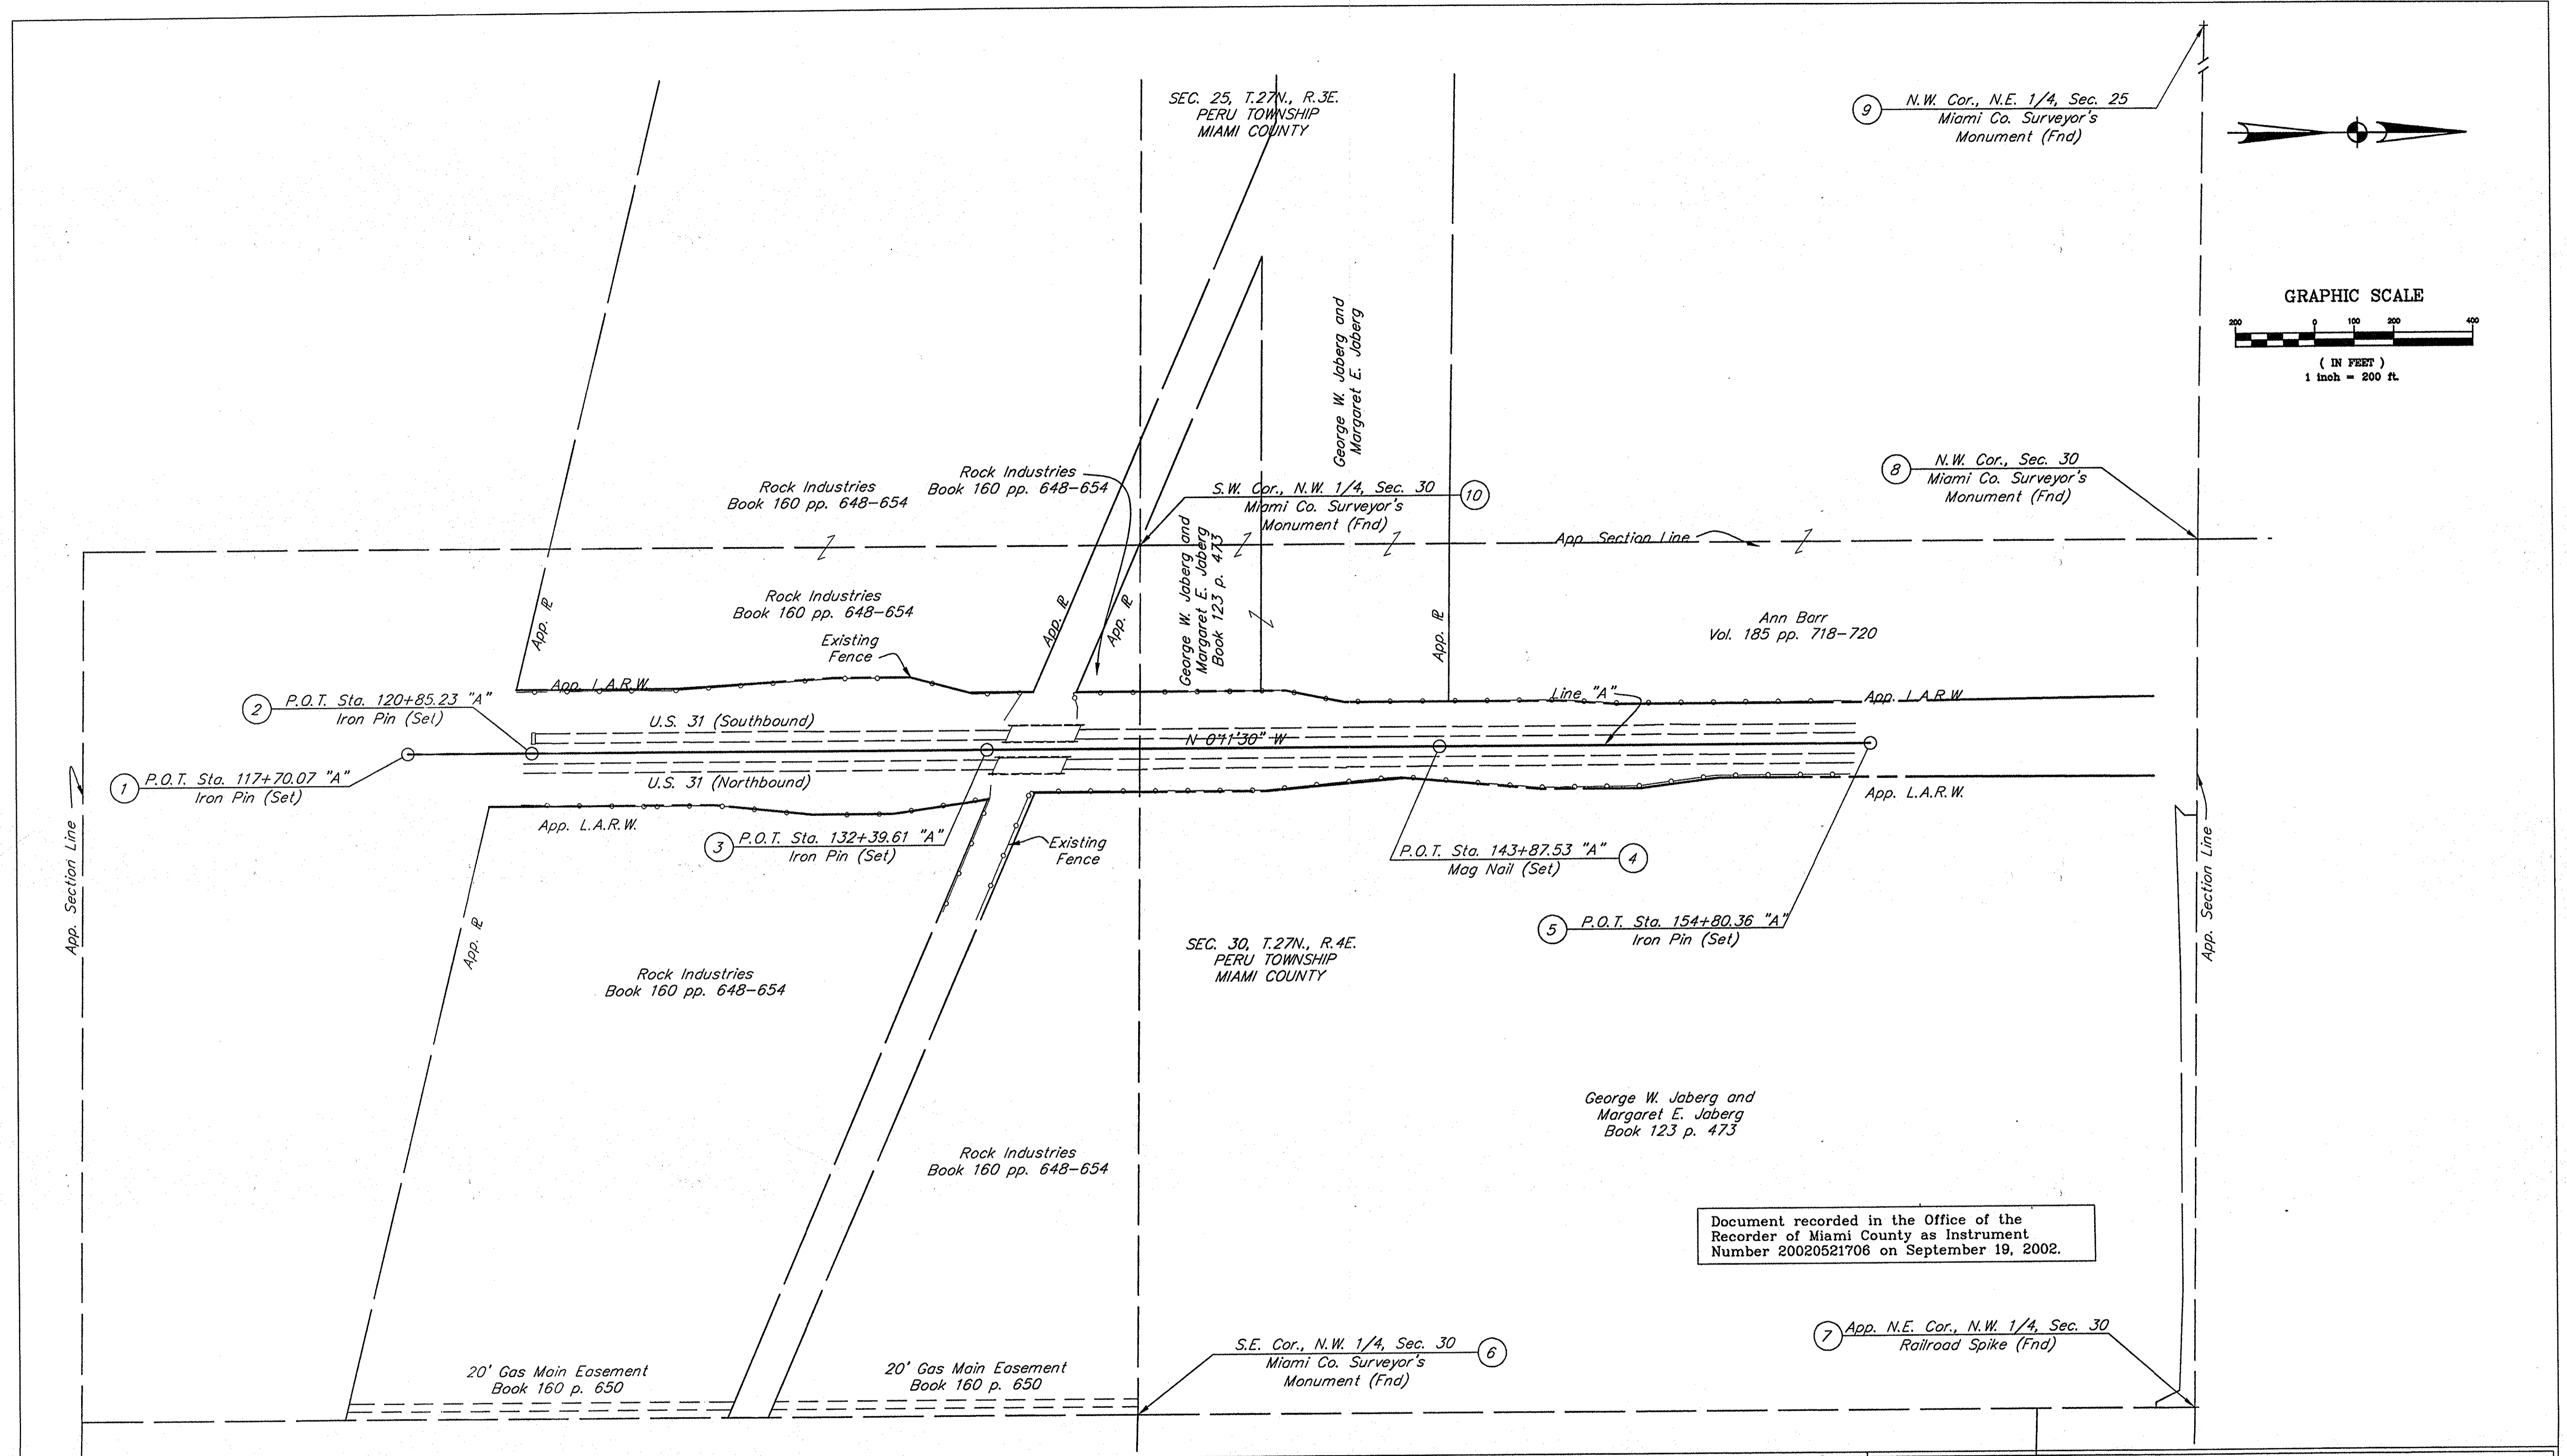 SEC. 25, T.27N., R.3E.
PERU TOWNSHIP
MIAMI COUNTY
9
N.W. Cor., N.E. 1/4, Sec. 25
Miami Co. Surveyor's
Monument (Fnd)
GRAPHIC SCALE
200 0 100 200 400
( IN FEET )
1 inch = 200 ft.
George W. Jaberg and
Margaret E. Jaberg
8
N.W. Cor., Sec. 30
Miami Co. Surveyor's
Monument (Fnd)
Rock Industries
Book 160 pp. 648-654
Rock Industries
Book 160 pp. 648-654
S.W. Cor., N.W. 1/4, Sec. 30
10
Miami Co. Surveyor's
Monument (Fnd)
App. Section Line
George W. Jaberg and
Margaret E. Jaberg
Book 123 p. 473
Rock Industries
Book 160 pp. 648-654
Existing
Fence
App. PL
App. PL
App. PL
App. PL
Ann Barr
Vol. 185 pp. 718-720
App. L.A.R.W.
Line "A"
App. L.A.R.W.
2
P.O.T. Sta. 120+85.23 "A"
Iron Pin (Set)
U.S. 31 (Southbound)
N 0°11'30" W
1
P.O.T. Sta. 117+70.07 "A"
Iron Pin (Set)
U.S. 31 (Northbound)
App. L.A.R.W.
App. L.A.R.W.
App. Section Line
3
P.O.T. Sta. 132+39.61 "A"
Iron Pin (Set)
Existing
Fence
P.O.T. Sta. 143+87.53 "A"
4
Mag Nail (Set)
App. Section Line
5
P.O.T. Sta. 154+80.36 "A"
Iron Pin (Set)
App. PL
SEC. 30, T.27N., R.4E.
PERU TOWNSHIP
MIAMI COUNTY
Rock Industries
Book 160 pp. 648-654
George W. Jaberg and
Margaret E. Jaberg
Book 123 p. 473
Rock Industries
Book 160 pp. 648-654
Document recorded in the Office of the
Recorder of Miami County as Instrument
Number 20020521706 on September 19, 2002.
7
App. N.E. Cor., N.W. 1/4, Sec. 30
Railroad Spike (Fnd)
S.E. Cor., N.W. 1/4, Sec. 30
6
Miami Co. Surveyor's
Monument (Fnd)
20' Gas Main Easement
Book 160 p. 650
20' Gas Main Easement
Book 160 p. 650